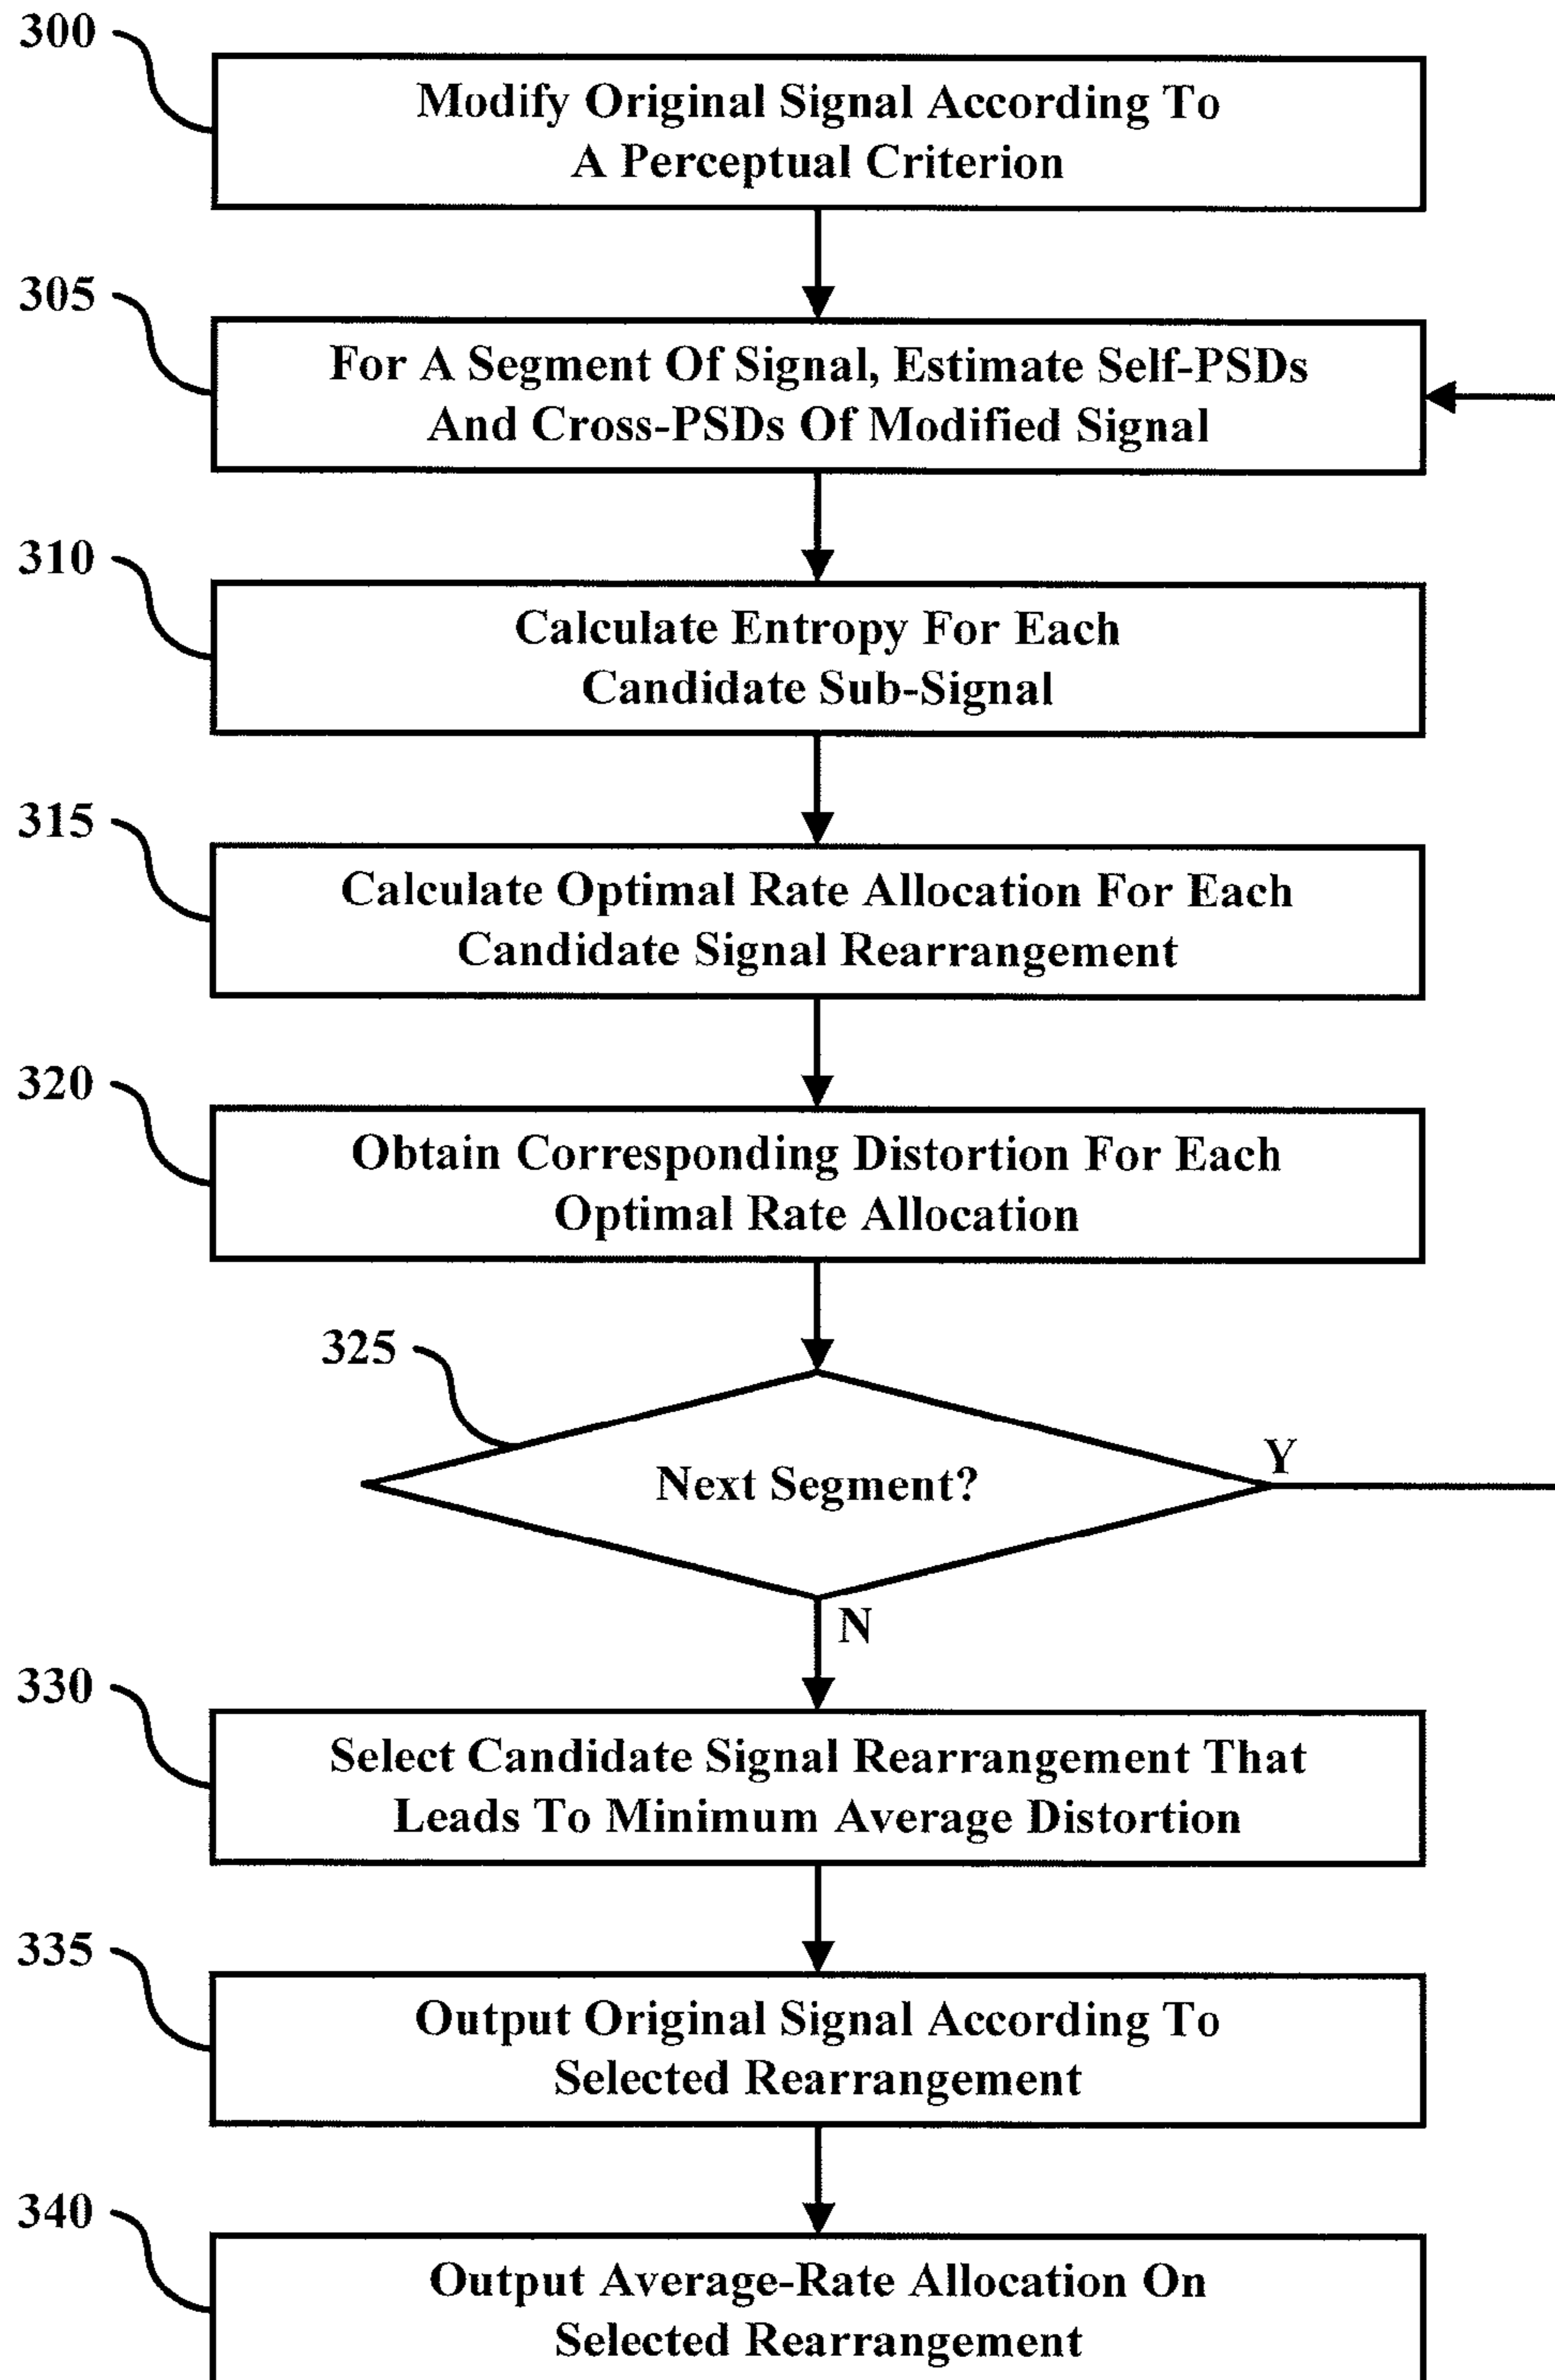 300
Modify Original Signal According To
A Perceptual Criterion
305
For A Segment Of Signal, Estimate Self-PSDs
And Cross-PSDs Of Modified Signal
310
Calculate Entropy For Each
Candidate Sub-Signal
315
Calculate Optimal Rate Allocation For Each
Candidate Signal Rearrangement
320
Obtain Corresponding Distortion For Each
Optimal Rate Allocation
325
Next Segment?
Y
N
330
Select Candidate Signal Rearrangement That
Leads To Minimum Average Distortion
335
Output Original Signal According To
Selected Rearrangement
340
Output Average-Rate Allocation On
Selected Rearrangement